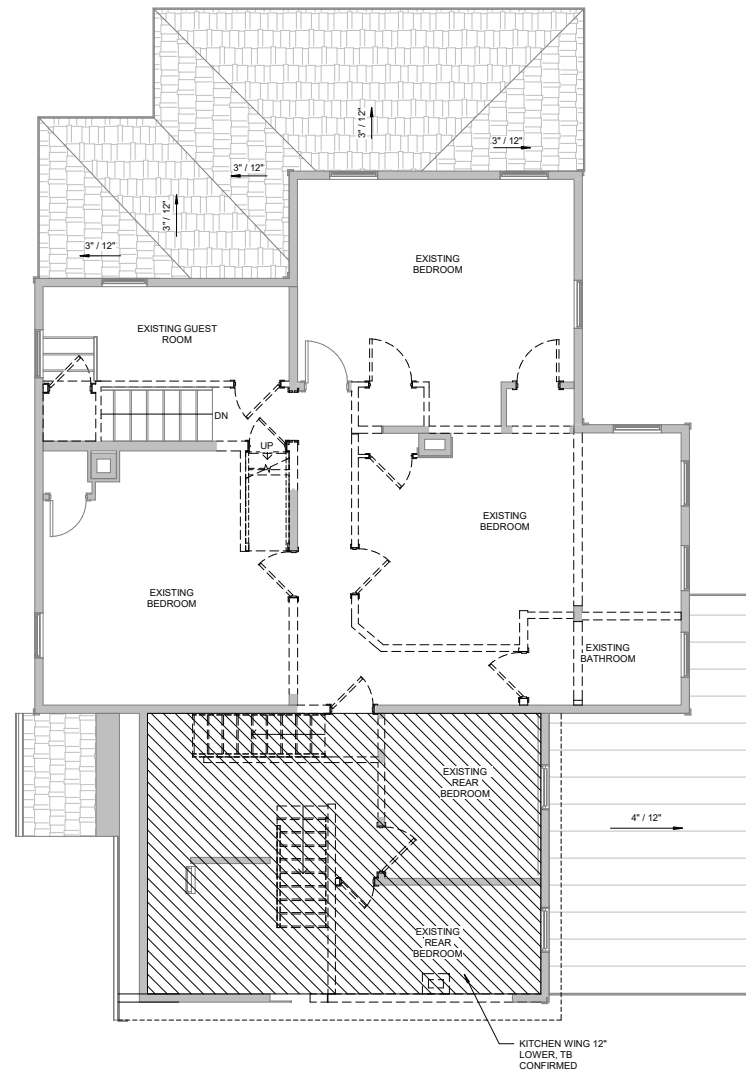 3" / 12"
3" / 12"
3" / 12"
3" / 12"
3" / 12"
EXISTING
BEDROOM
EXISTING GUEST
ROOM
DN
UP
EXISTING
BEDROOM
EXISTING
BEDROOM
EXISTING
BATHROOM
EXISTING
REAR
BEDROOM
4" / 12"
EXISTING
REAR
BEDROOM
KITCHEN WING 12"
LOWER, TB
CONFIRMED